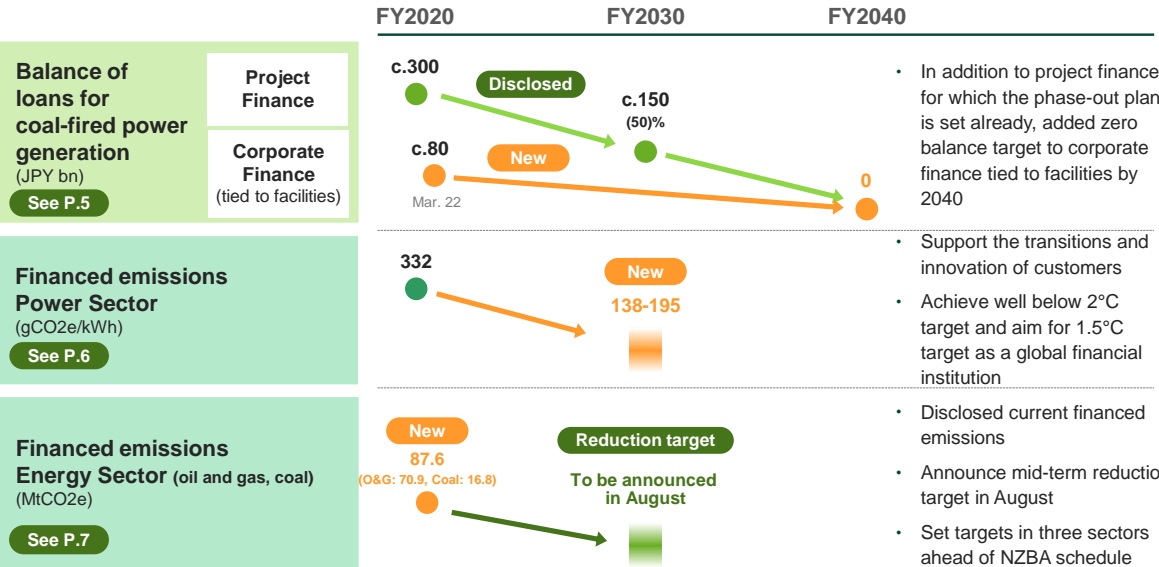 FY2020
FY2030
FY2040
Balance of
loans for
coal-fired power
generation
(JPY bn)
See P.5
Project
Finance
Corporate
Finance
(tied to facilities)
c.300
Disclosed
c.150
(50)%
c.80
New
Mar. 22
0
• In addition to project finance
for which the phase-out plan
is set already, added zero
balance target to corporate
finance tied to facilities by
2040
Financed emissions
Power Sector
(gCO2e/kWh)
See P.6
332
New
138-195
• Support the transitions and
innovation of customers
• Achieve well below 2°C
target and aim for 1.5°C
target as a global financial
institution
Financed emissions
Energy Sector (oil and gas, coal)
(MtCO2e)
See P.7
New
87.6
(O&G: 70.9, Coal: 16.8)
Reduction target
To be announced
in August
• Disclosed current financed
emissions
• Announce mid-term reductio
target in August
• Set targets in three sectors
ahead of NZBA schedule